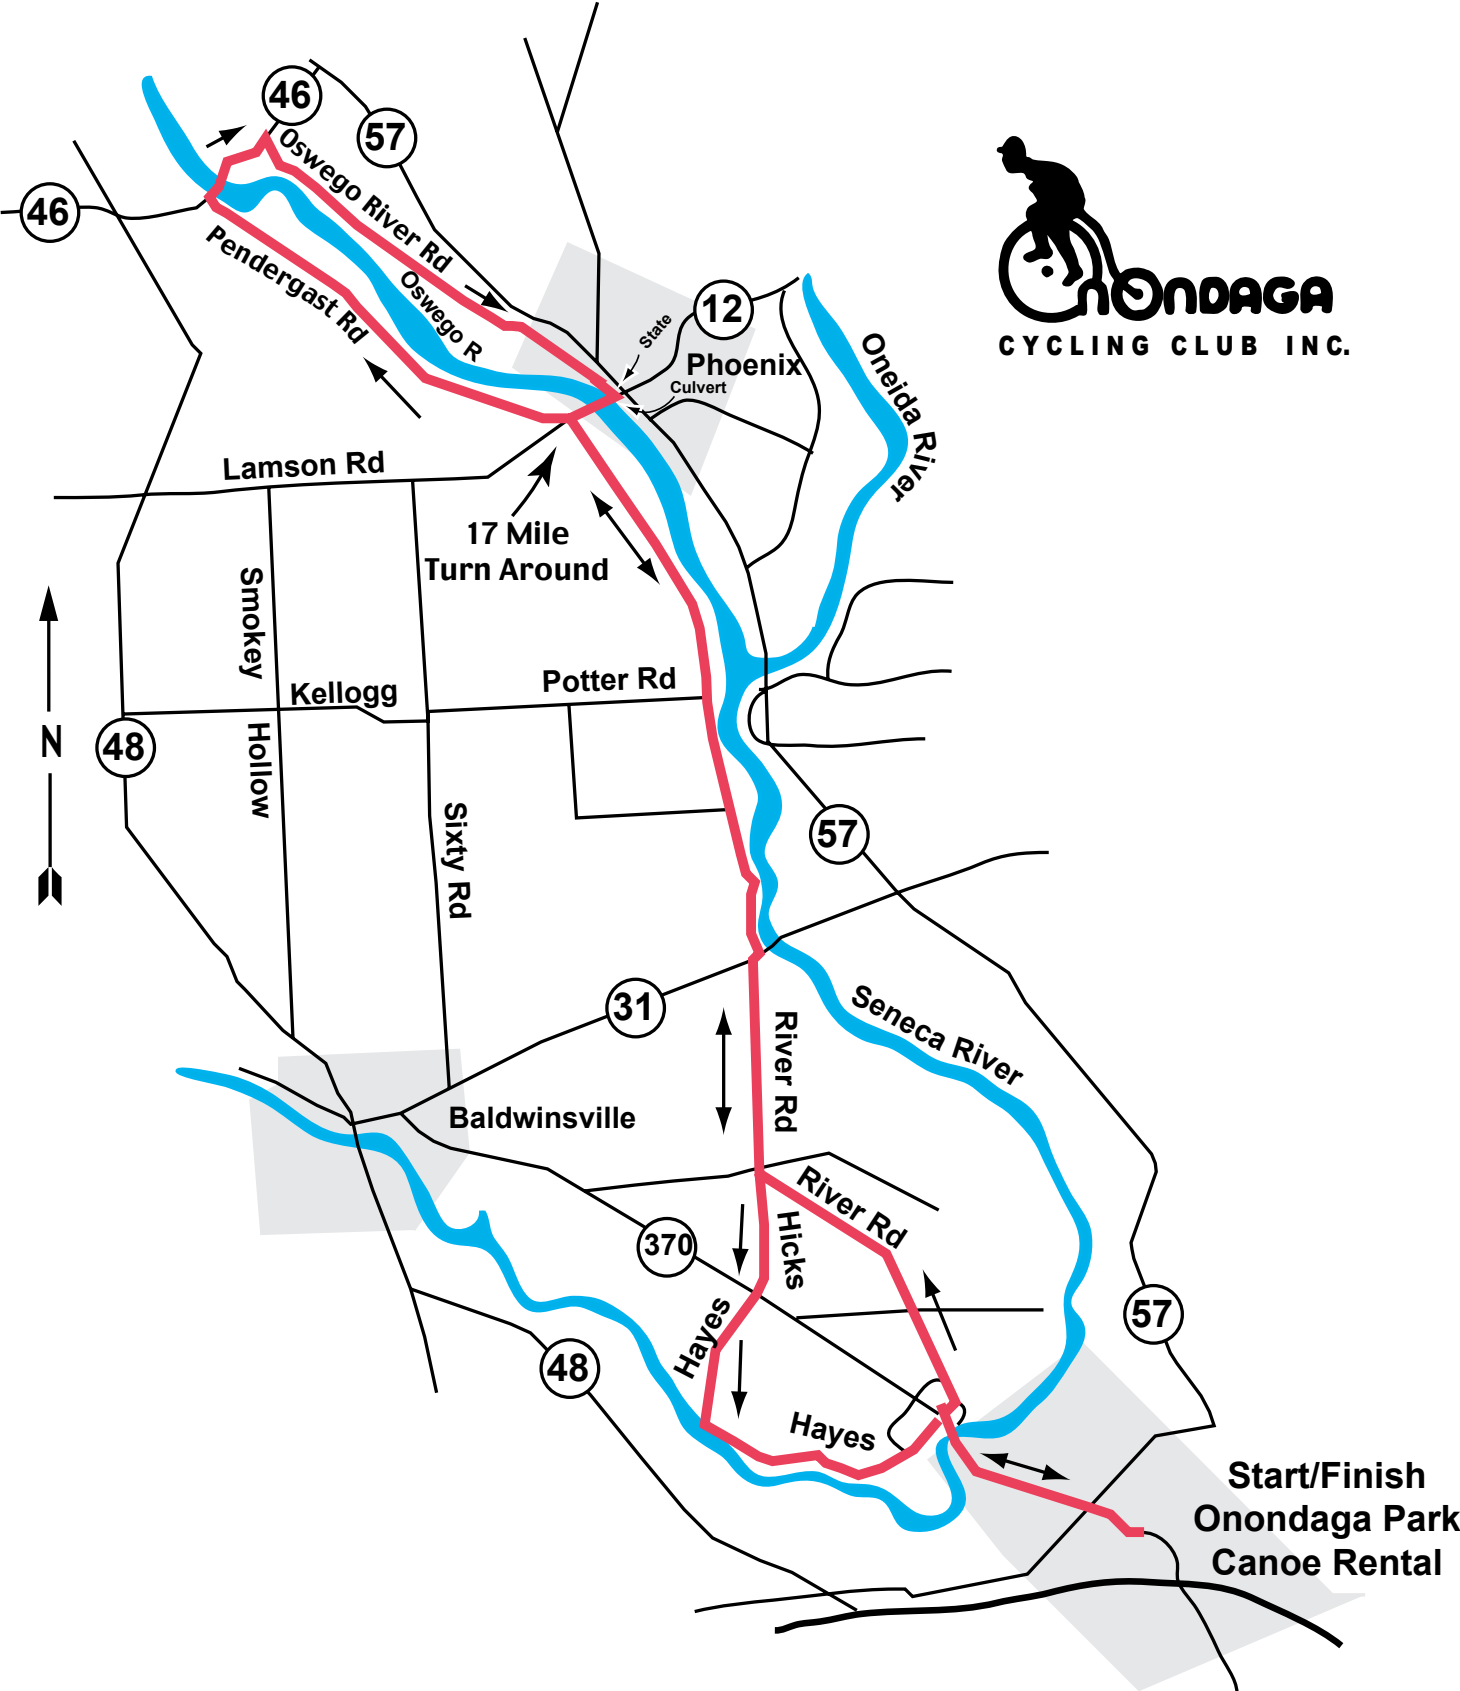 46
57
Oswego River Rd
46
Pendergast Rd
Oswego R
12
State
Phoenix
Culvert
Oneida River
OnONDAGA
CYCLING CLUB INC.
Lamson Rd
17 Mile
Turn Around
Smokey
Hollow
Kellogg
Potter Rd
N
48
57
Sixty Rd
31
Seneca River
River Rd
Baldwinsville
River Rd
Hicks
370
Hayes
57
48
Hayes
Start/Finish
Onondaga Park
Canoe Rental